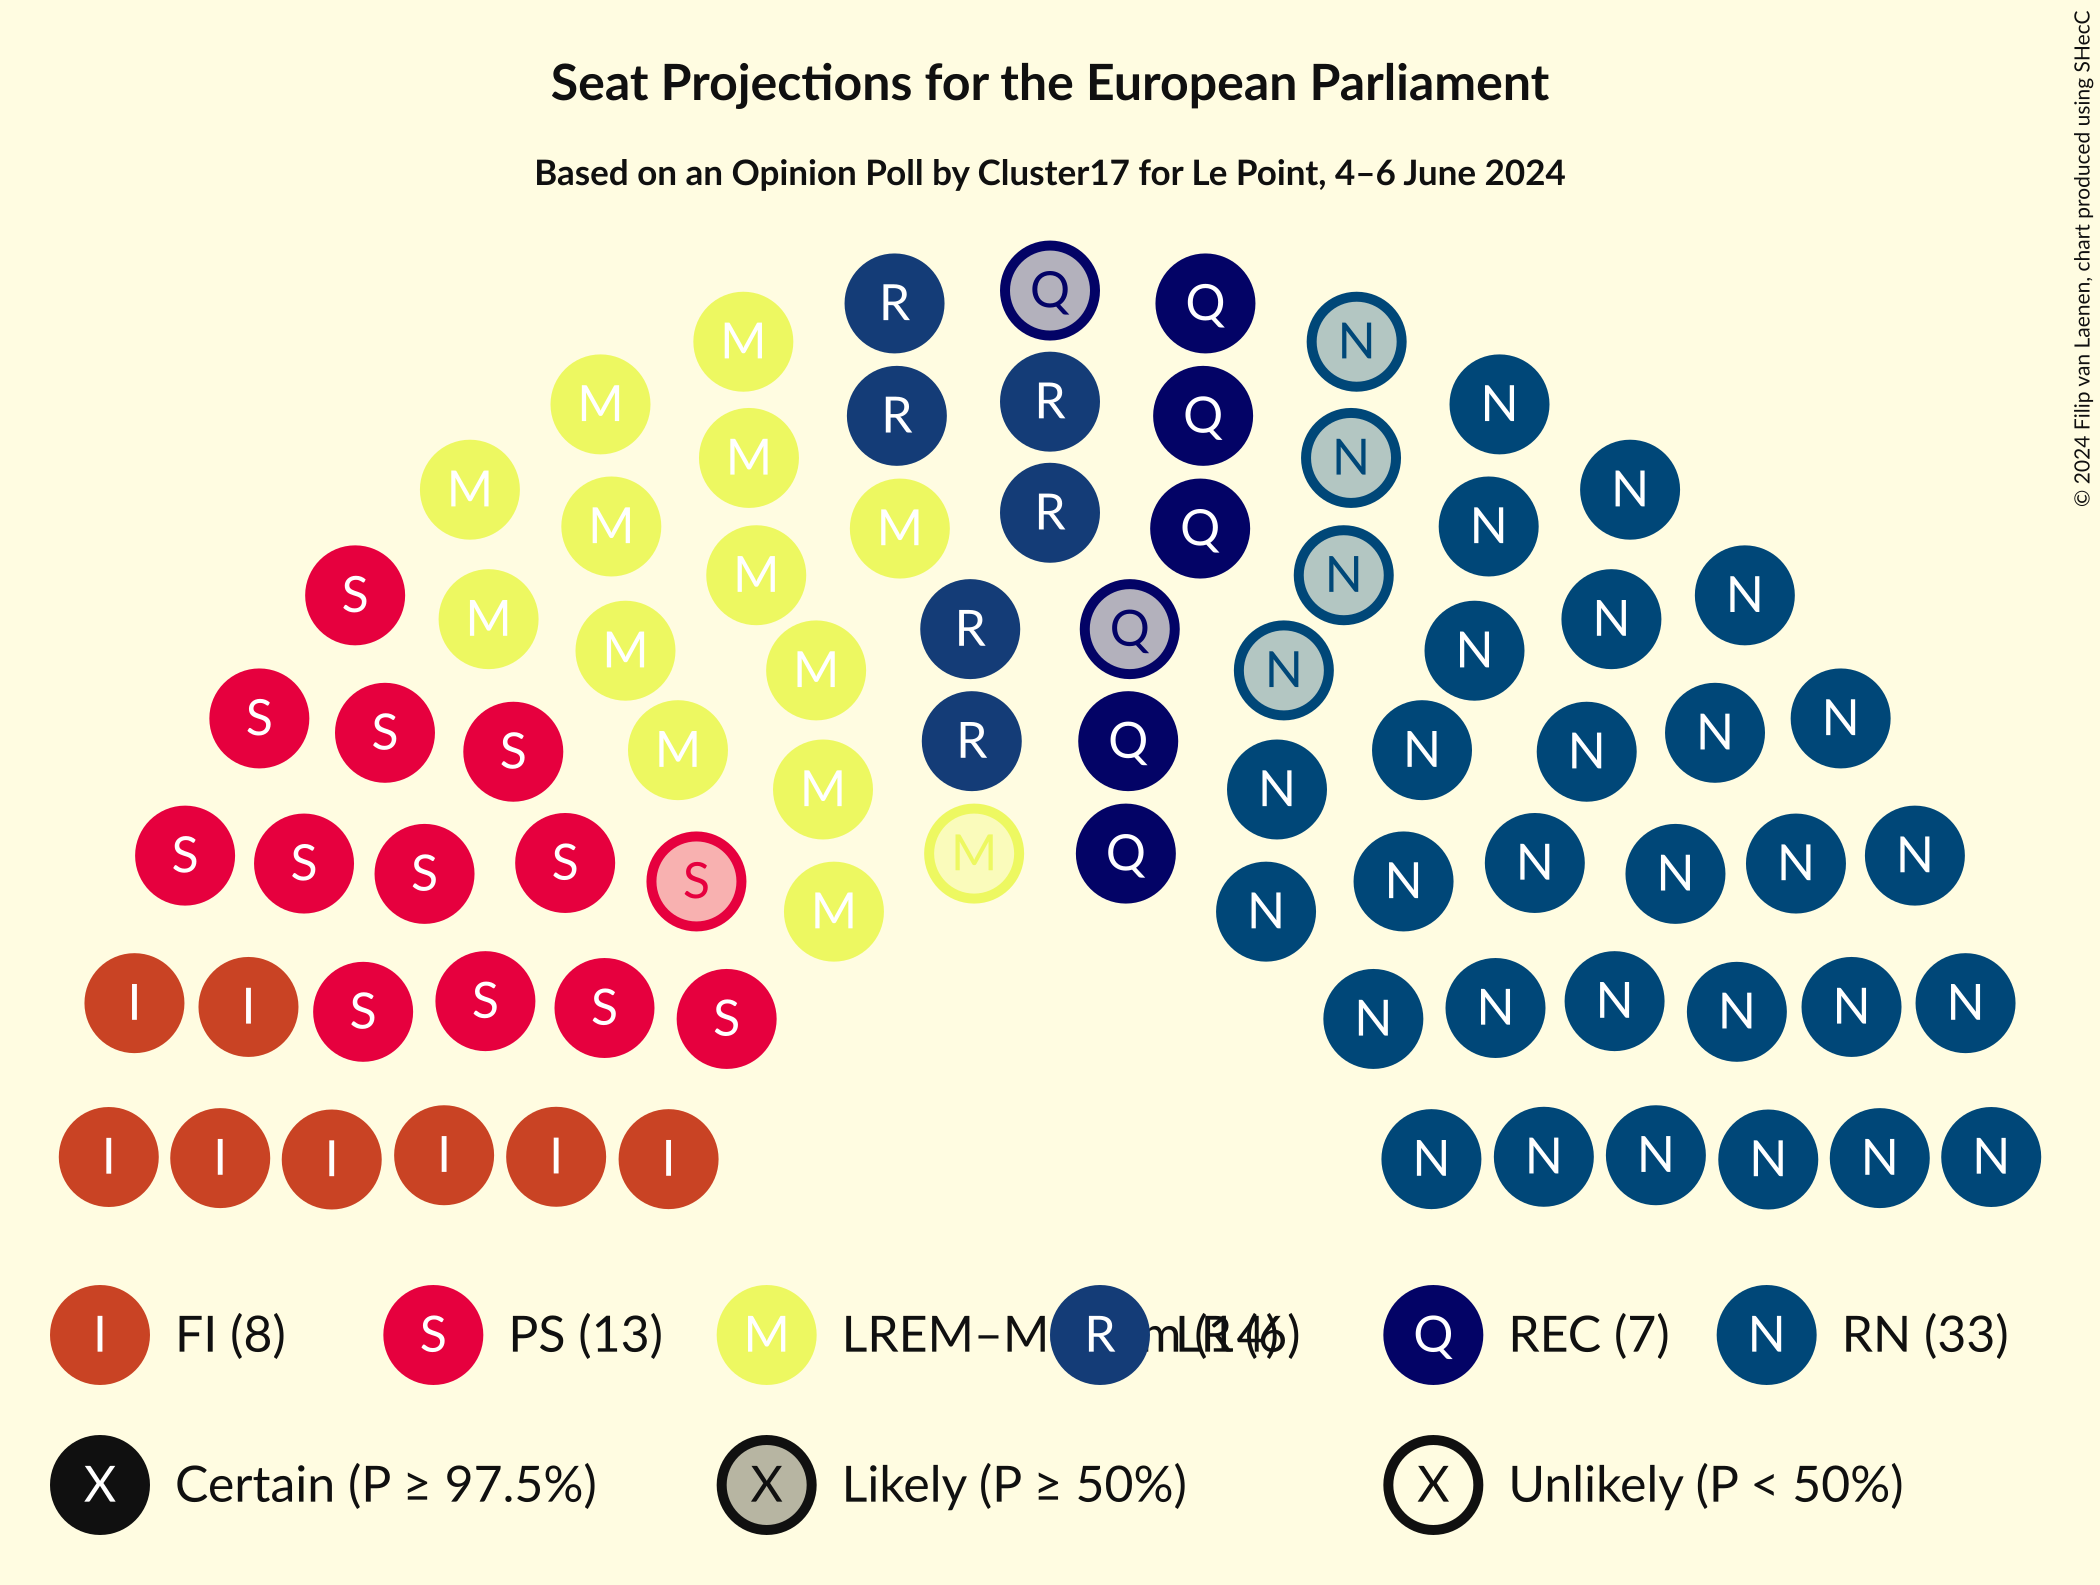 Seat Projections for the European Parliament
Based on an Opinion Poll by Cluster17 for Le Point, 4–6 June 2024
© 2024 Filip van Laenen, chart produced using SHecC
R Q Q
M N
M R R Q N
M M N N
M R Q N
M M N N
S M N N
M R Q N
M M N N
S S S M R Q N N N N
M N
S S S S S M M Q N N N N N N
M N
I I S S S S N N N N N N
I I I I I I N N N N N N
I FI (8) S PS (13) M LREM–M m (14) R LR (6) Q REC (7) N RN (33)
X Certain (P ≥ 97.5%) X Likely (P ≥ 50%) X Unlikely (P < 50%)